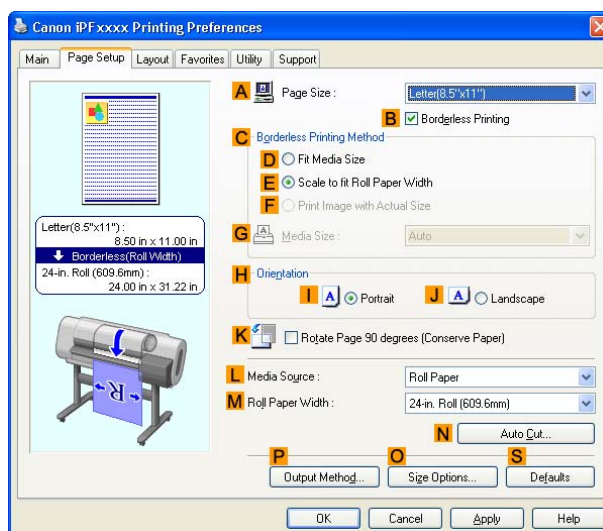 Canon iPFxxxx Printing Preferences
Main Page Setup Layout Favorites Utility Support
A Page Size : Letter(8.5"x11")
B Borderless Printing
C Borderless Printing Method
D Fit Media Size
E Scale to fit Roll Paper Width
F Print Image with Actual Size
G Media Size : Auto
Letter(8.5"x11") :
8.50 in x 11.00 in
Borderless(Roll Width)
24-in. Roll (609.6mm) :
24.00 in x 31.22 in
H Orientation
I A Portrait J A Landscape
K Rotate Page 90 degrees (Conserve Paper)
R
L Media Source : Roll Paper
M Roll Paper Width : 24-in. Roll (609.6mm)
N Auto Cut...
P O S
Output Method... Size Options... Defaults
OK Cancel Apply Help